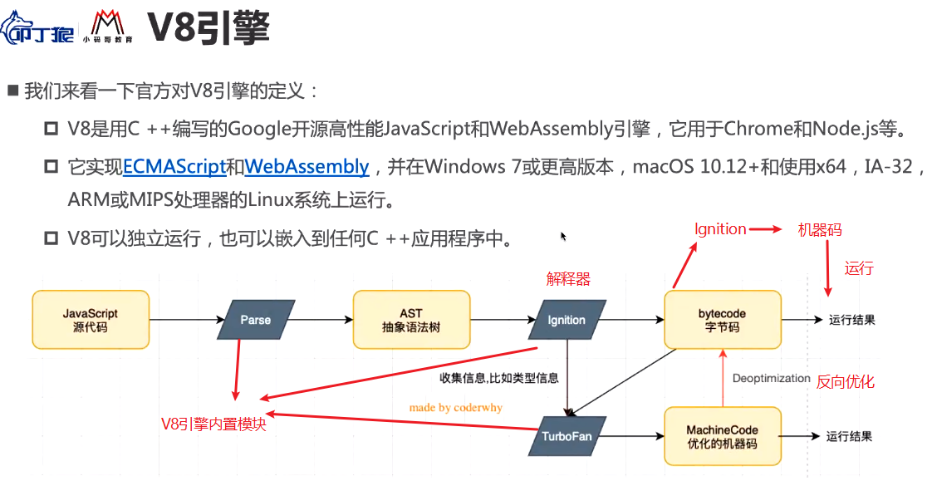 叩丁狼
小码哥教育
V8引擎
我们来看一下官方对V8引擎的定义：
V8是用C ++编写的Google开源高性能JavaScript和WebAssembly引擎，它用于Chrome和Node.js等。
它实现ECMAScript和WebAssembly，并在Windows 7或更高版本，macOS 10.12+和使用x64，IA-32，
ARM或MIPS处理器的Linux系统上运行。
V8可以独立运行，也可以嵌入到任何C ++应用程序中。
Ignition
机器码
运行
解释器
JavaScript
源代码
Parse
AST
抽象语法树
Ignition
bytecode
字节码
运行结果
收集信息,比如类型信息
Deoptimization
反向优化
made by coderwhy
V8引擎内置模块
TurboFan
MachineCode
优化的机器码
运行结果